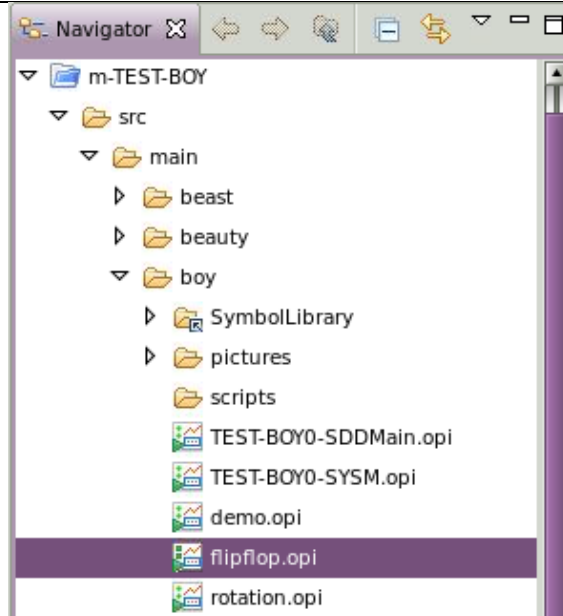 Navigator
m-TEST-BOY
src
main
beast
beauty
boy
SymbolLibrary
pictures
scripts
TEST-BOY0-SDDMain.opi
TEST-BOY0-SYSM.opi
demo.opi
flipflop.opi
rotation.opi